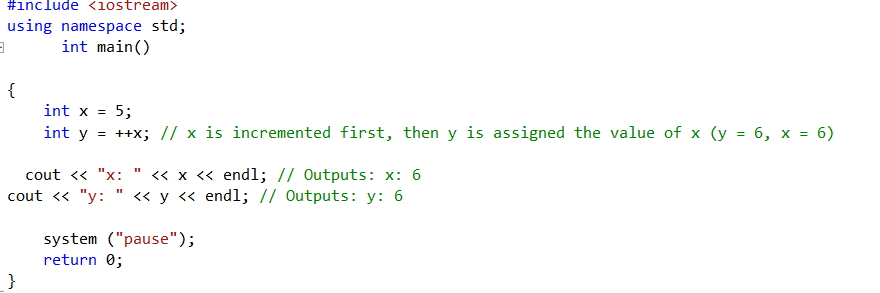 #include <iostream>
using namespace std;
int main()
{
int x = 5;
int y = ++x; // x is incremented first, then y is assigned the value of x (y = 6, x = 6)
cout << "x: " << x << endl; // Outputs: x: 6
cout << "y: " << y << endl; // Outputs: y: 6
system ("pause");
return 0;
}